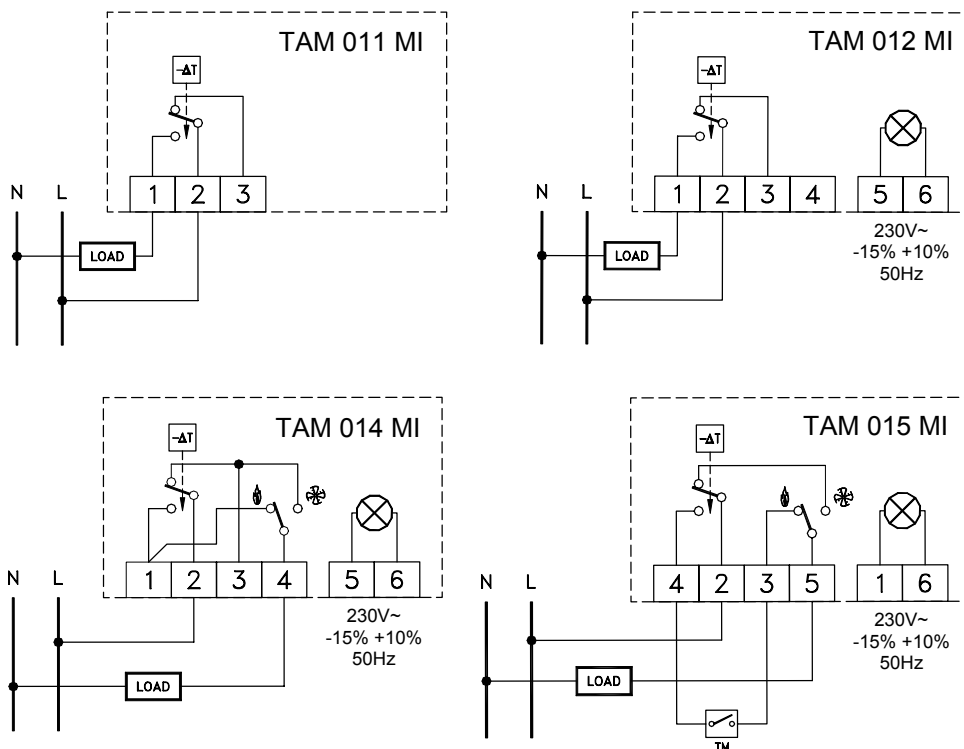 TAM 011 MI
-ΔT
1 2 3
N L
LOAD
TAM 012 MI
-ΔT
1 2 3 4 5 6
N L
LOAD
230V~
-15% +10%
50Hz
TAM 014 MI
-ΔT
1 2 3 4 5 6
N L
LOAD
230V~
-15% +10%
50Hz
TAM 015 MI
-ΔT
4 2 3 5 1 6
N L
LOAD
230V~
-15% +10%
50Hz
TM